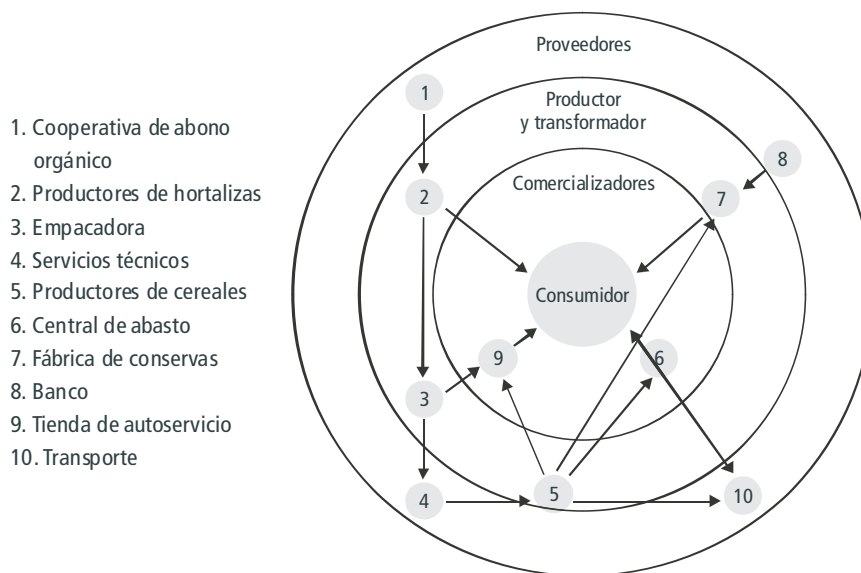 Proveedores
1
Productor
y transformador
8
Comercializadores
2
7
Consumidor
9
6
3
5
4
10
1. Cooperativa de abono
orgánico
2. Productores de hortalizas
3. Empacadora
4. Servicios técnicos
5. Productores de cereales
6. Central de abasto
7. Fábrica de conservas
8. Banco
9. Tienda de autoservicio
10. Transporte